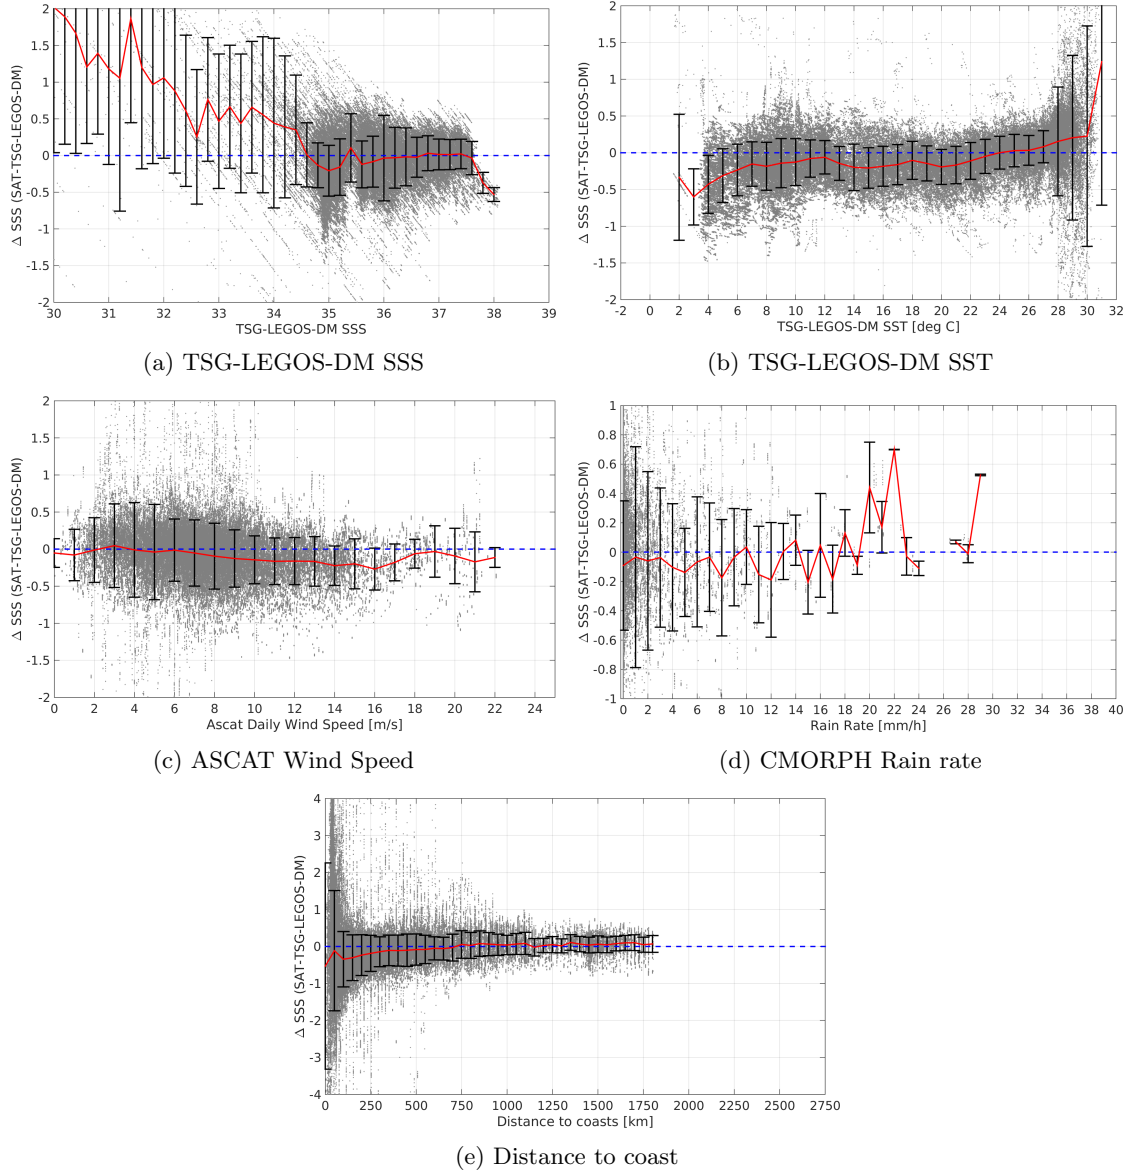 2
1.5
1
0.5
0
-0.5
-1
-1.5
-2
Δ SSS (SAT-TSG-LEGOS-DM)
30 31 32 33 34 35 36 37 38 39
TSG-LEGOS-DM SSS
(a) TSG-LEGOS-DM SSS
2
1.5
1
0.5
0
-0.5
-1
-1.5
-2
Δ SSS (SAT-TSG-LEGOS-DM)
-2 0 2 4 6 8 10 12 14 16 18 20 22 24 26 28 30 32
TSG-LEGOS-DM SST [deg C]
(b) TSG-LEGOS-DM SST
2
1.5
1
0.5
0
-0.5
-1
-1.5
-2
Δ SSS (SAT-TSG-LEGOS-DM)
0 2 4 6 8 10 12 14 16 18 20 22 24
Ascat Daily Wind Speed [m/s]
(c) ASCAT Wind Speed
1
0.8
0.6
0.4
0.2
0
-0.2
-0.4
-0.6
-0.8
-1
Δ SSS (SAT-TSG-LEGOS-DM)
0 2 4 6 8 10 12 14 16 18 20 22 24 26 28 30 32 34 36 38 40
Rain Rate [mm/h]
(d) CMORPH Rain rate
4
3
2
1
0
-1
-2
-3
-4
Δ SSS (SAT-TSG-LEGOS-DM)
0 250 500 750 1000 1250 1500 1750 2000 2250 2500 2750
Distance to coasts [km]
(e) Distance to coast